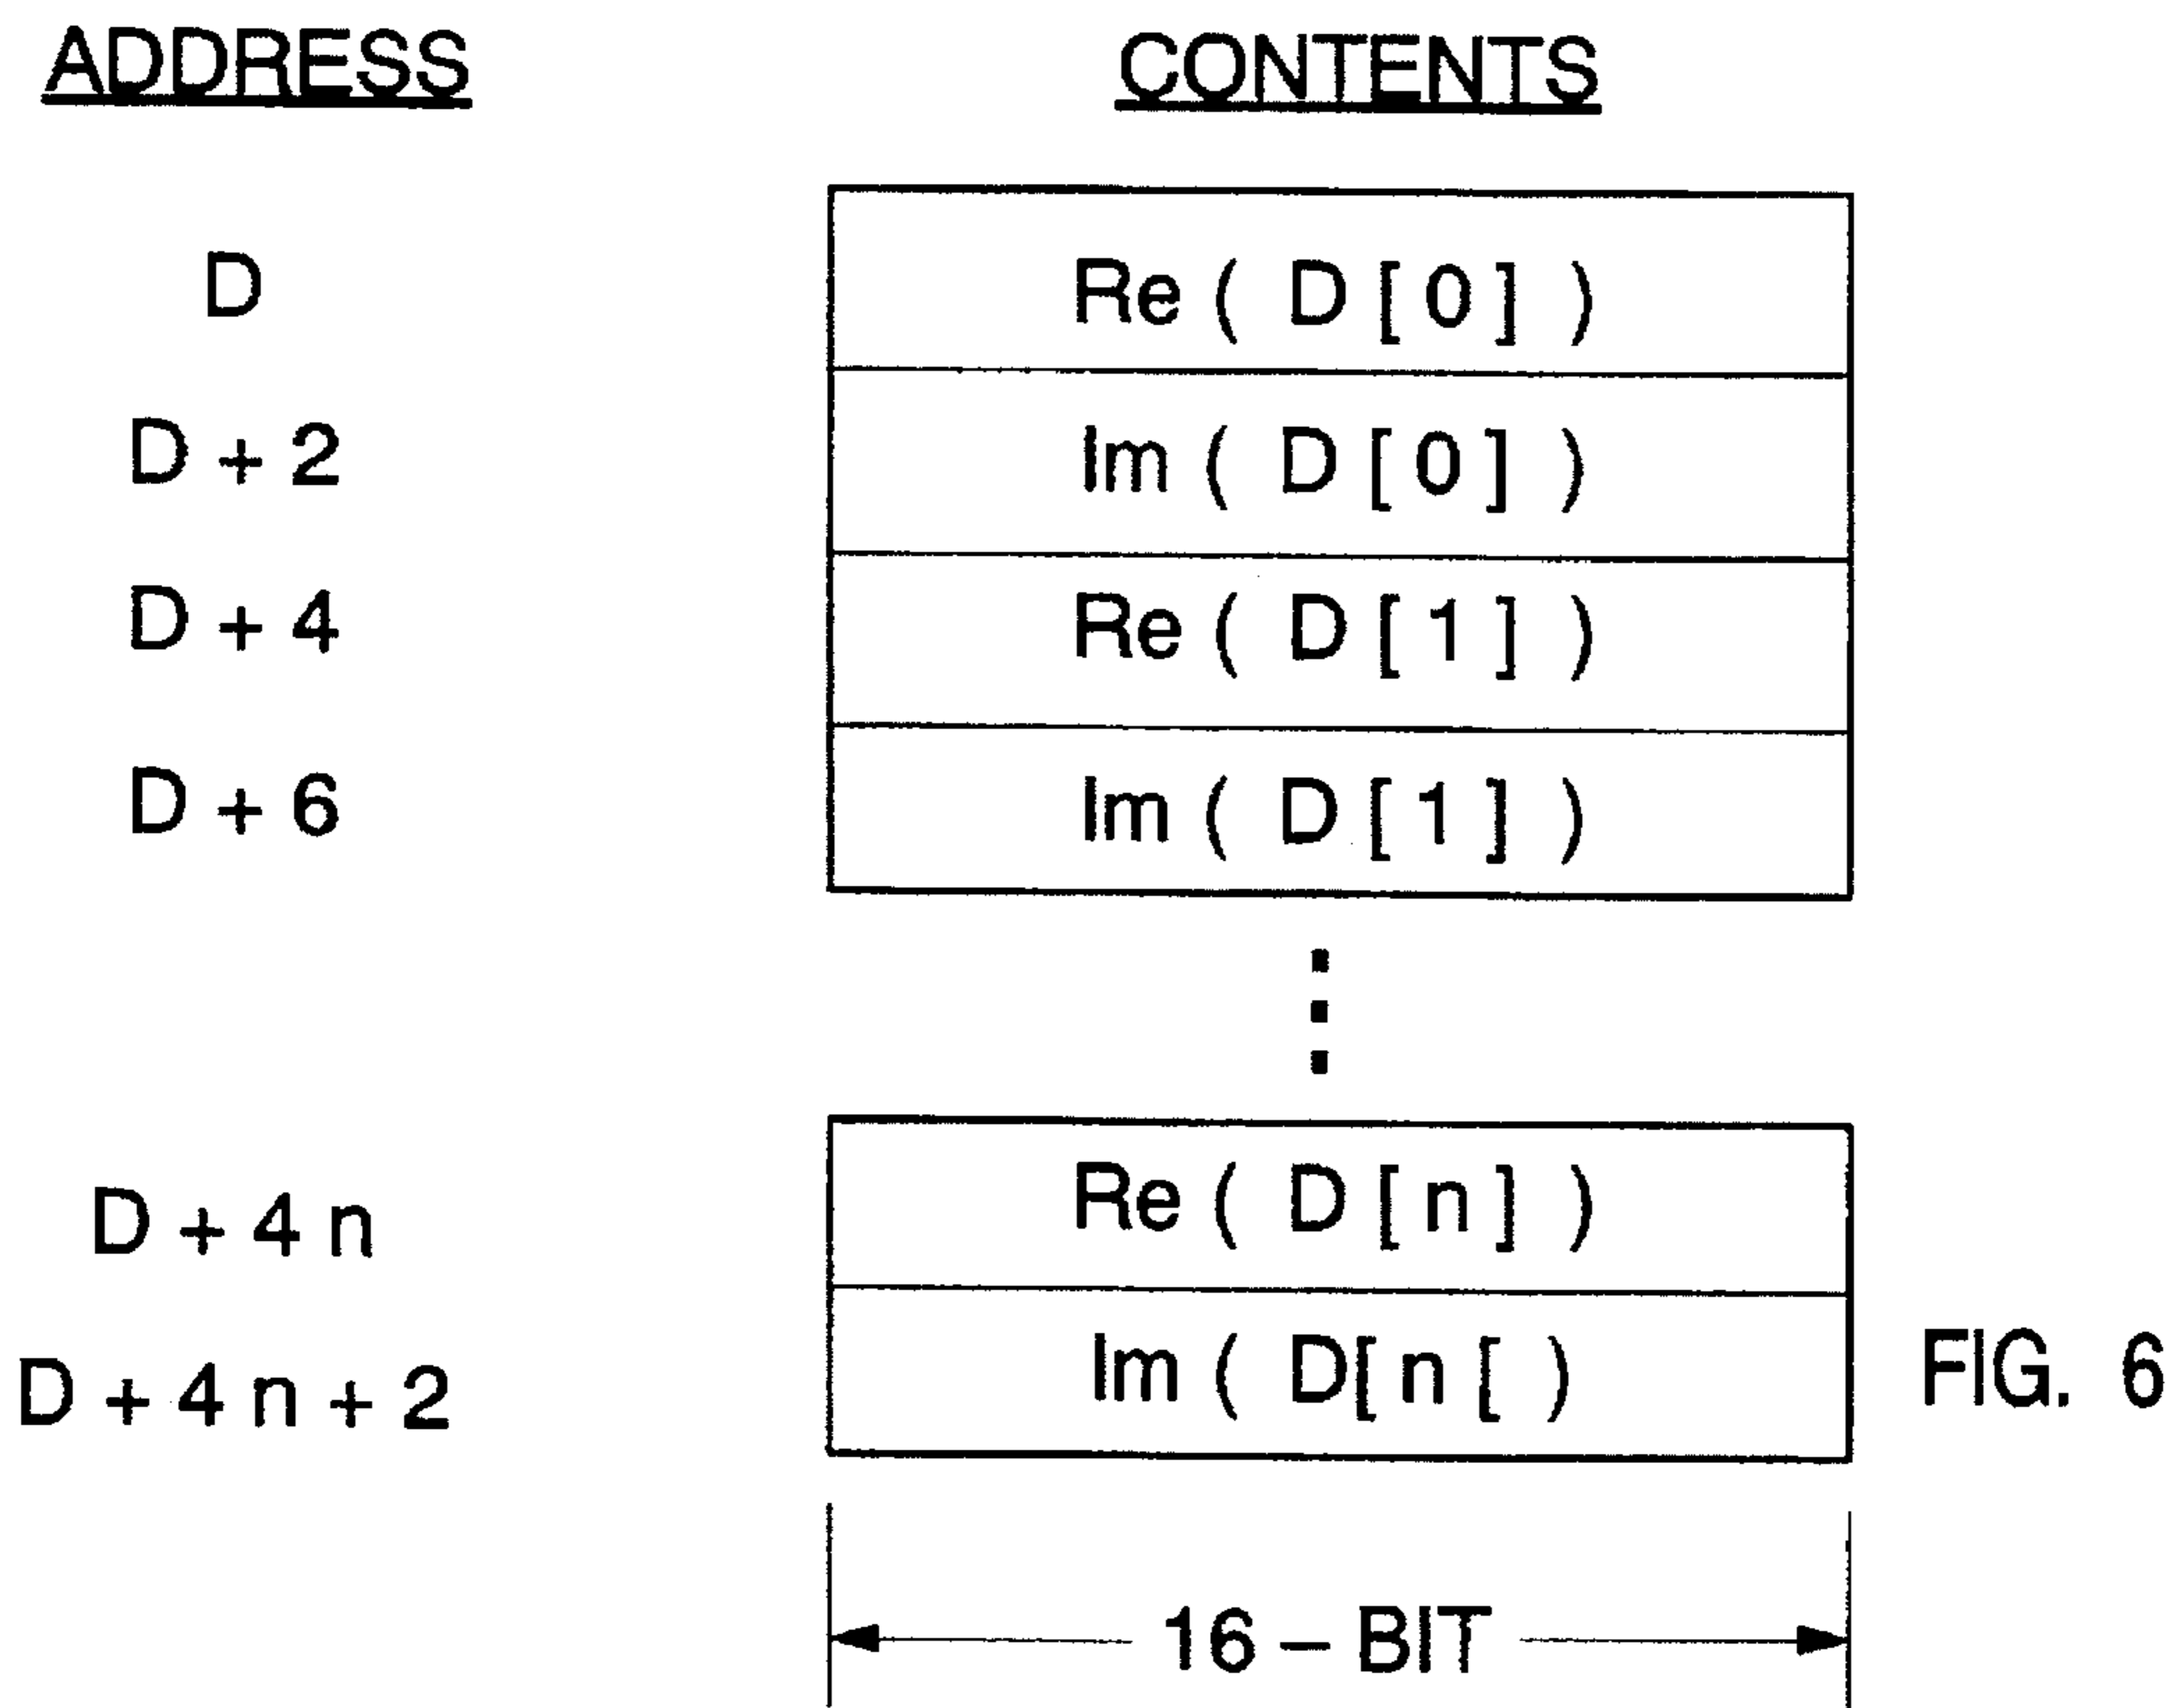 ADDRESS CONTENTS
D Re ( D [ 0 ] )
D + 2 Im ( D [ 0 ] )
D + 4 Re ( D [ 1 ] )
D + 6 Im ( D [ 1 ] )
D + 4 n Re ( D [ n ] )
D + 4 n + 2 Im ( D[ n [ )
FIG. 6
16 – BIT